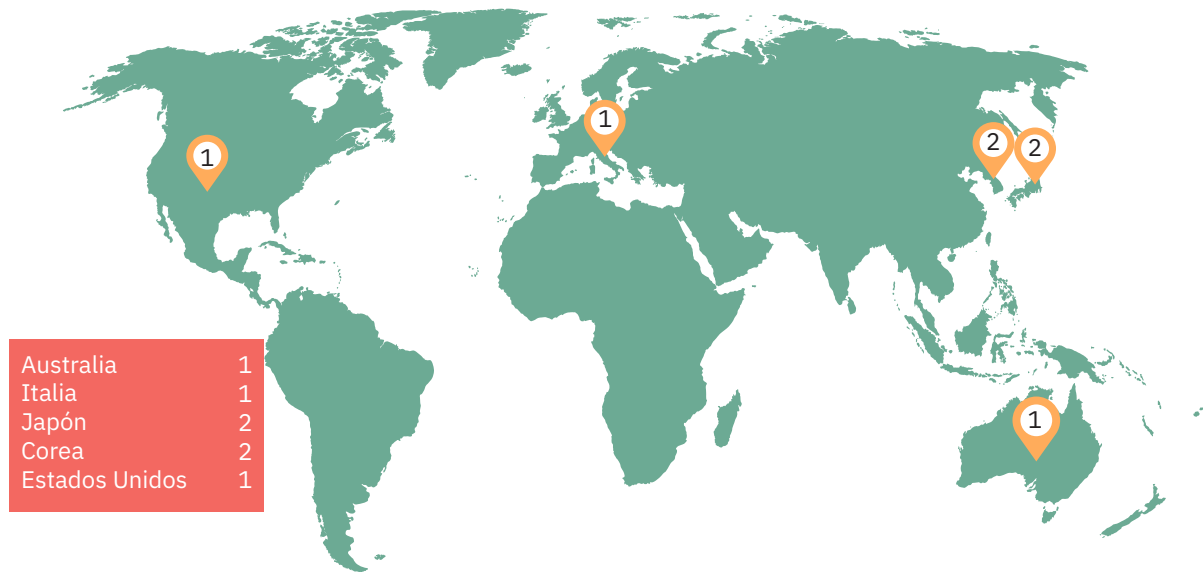 1
1
2
2
1
Australia 1
Italia 1
Japón 2
Corea 2
Estados Unidos 1